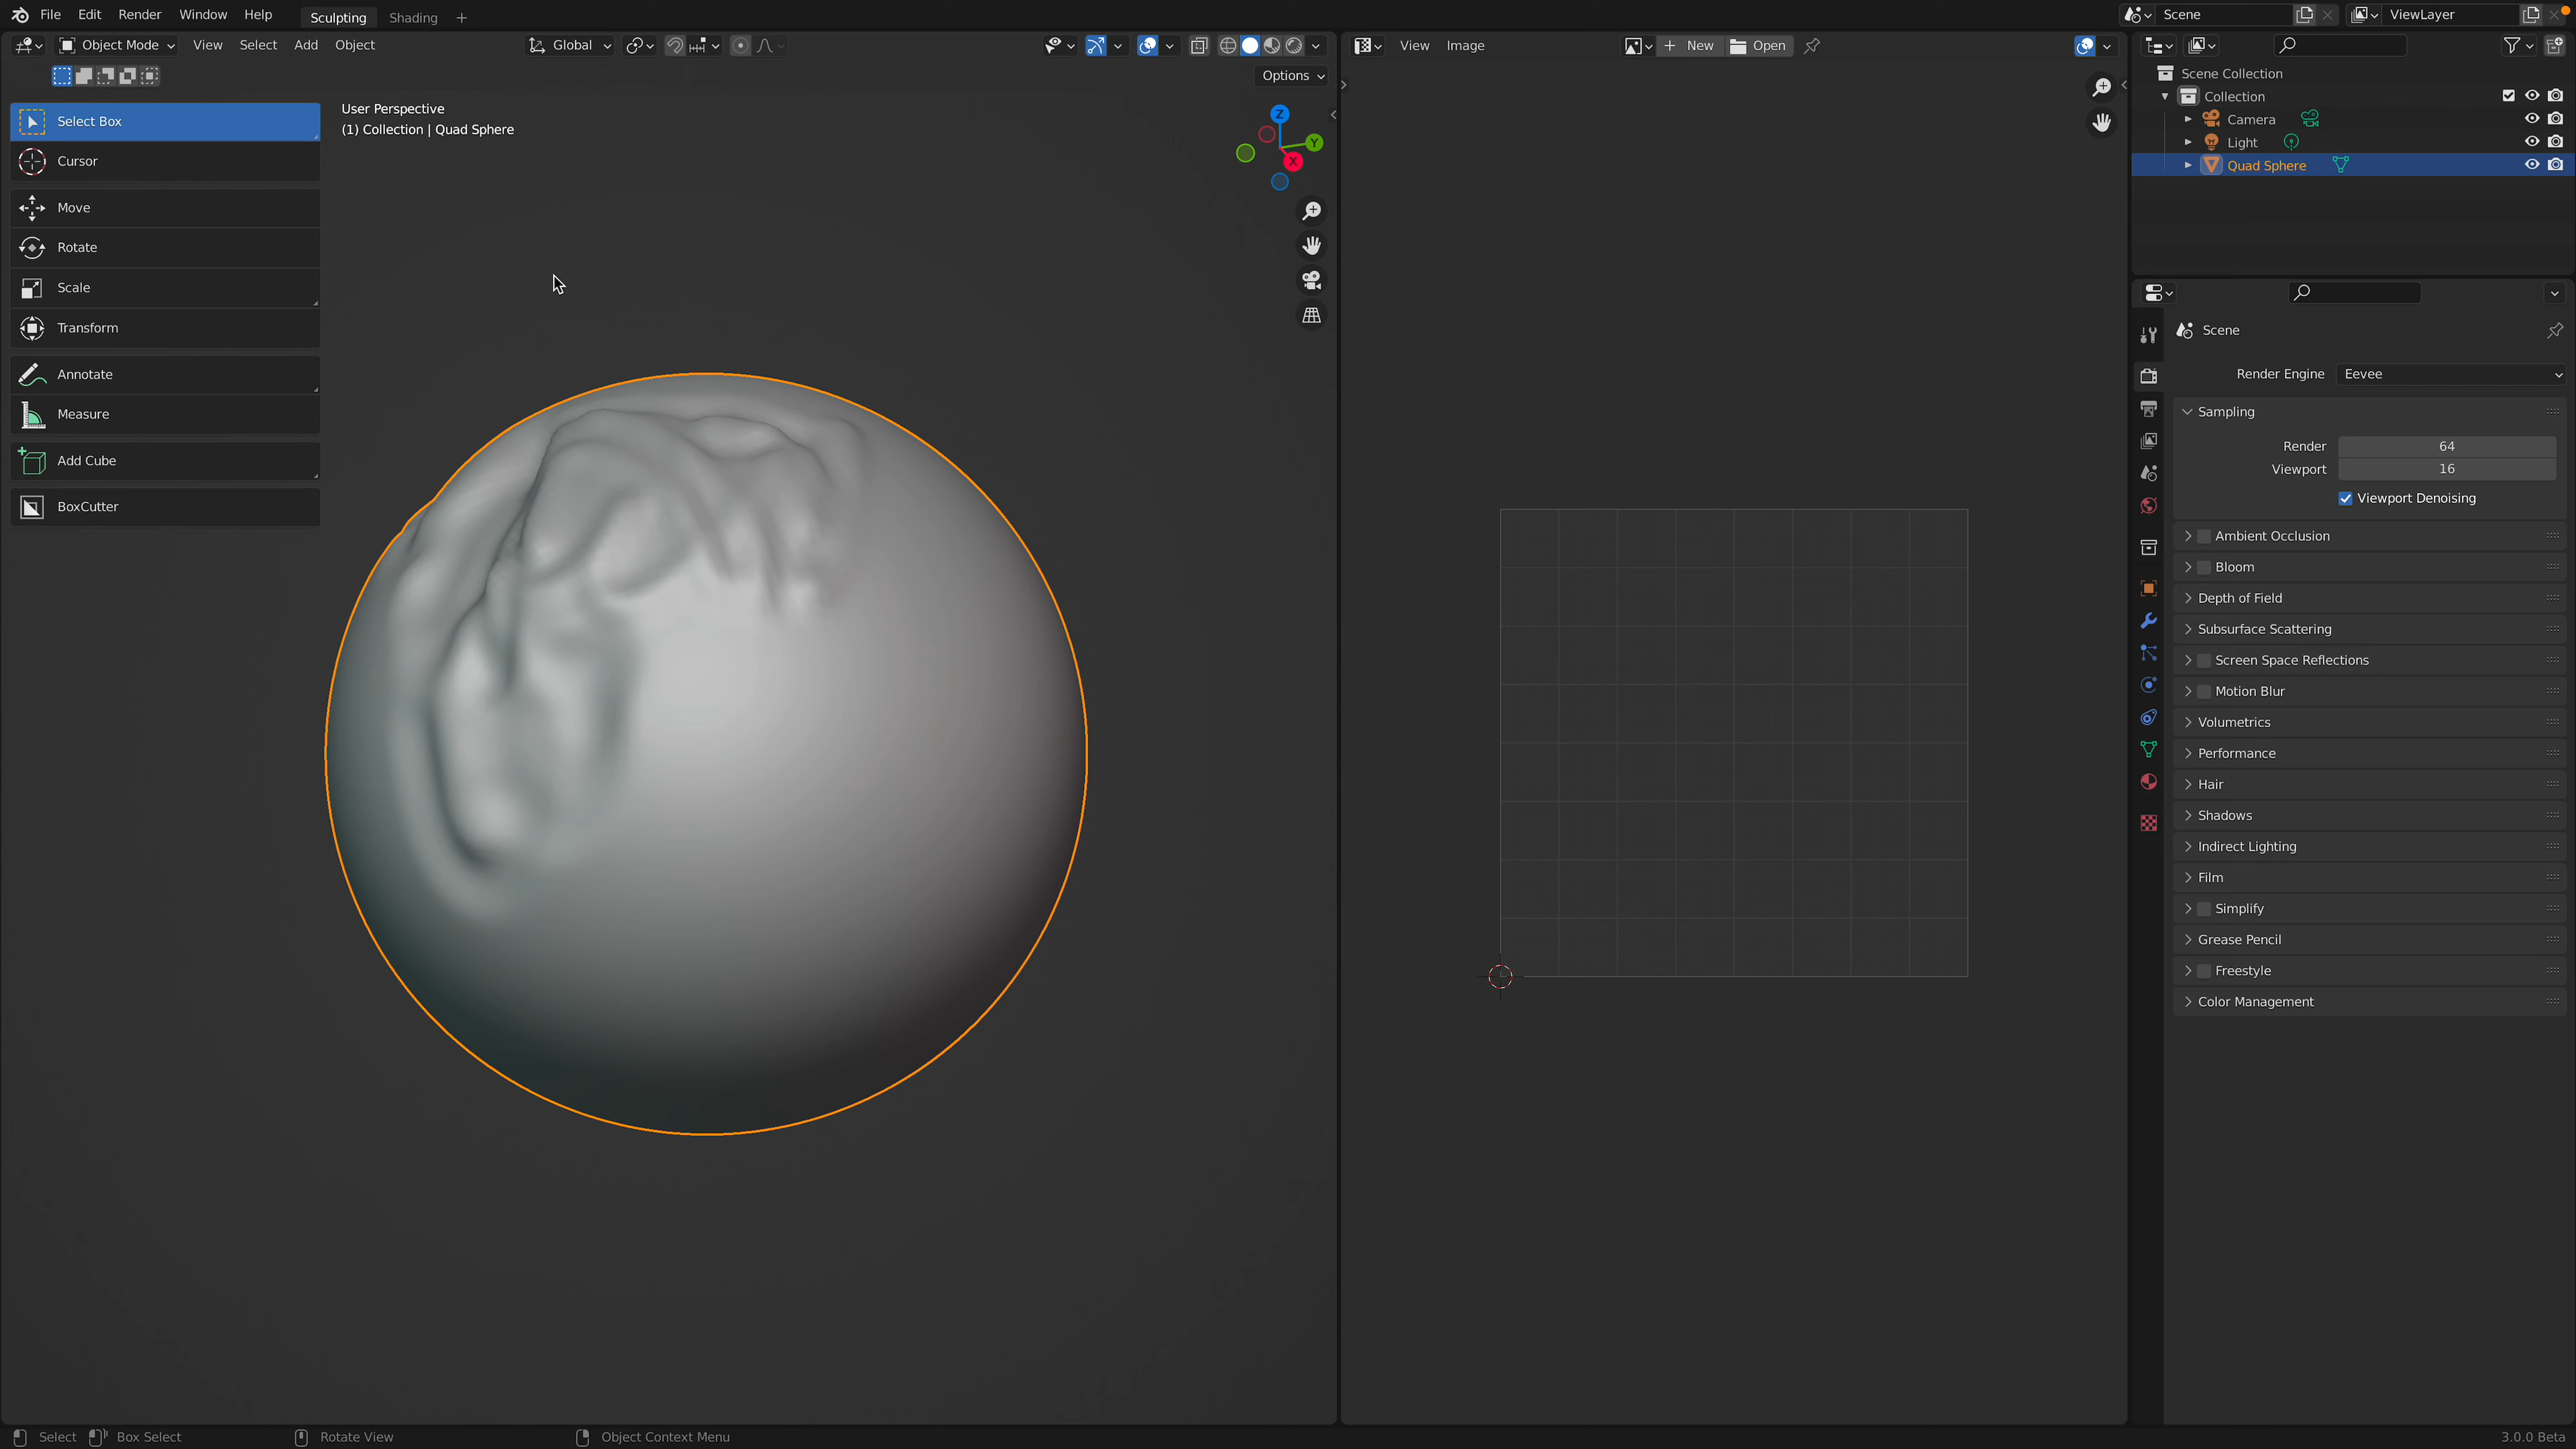 File Edit Render Window Help Sculpting Shading + Scene ViewLayer
Object Mode View Select Add Object Global View Image + New Open
Options
Select Box
Cursor
Move
Rotate
Scale
Transform
Annotate
Measure
Add Cube
BoxCutter
User Perspective
(1) Collection | Quad Sphere
Z
Y
X
Scene Collection
Collection
Camera
Light
Quad Sphere
Scene
Render Engine Eevee
Sampling
Render 64
Viewport 16
Viewport Denoising
Ambient Occlusion
Bloom
Depth of Field
Subsurface Scattering
Screen Space Reflections
Motion Blur
Volumetrics
Performance
Hair
Shadows
Indirect Lighting
Film
Simplify
Grease Pencil
Freestyle
Color Management
Select Box Select Rotate View Object Context Menu 3.0.0 Beta